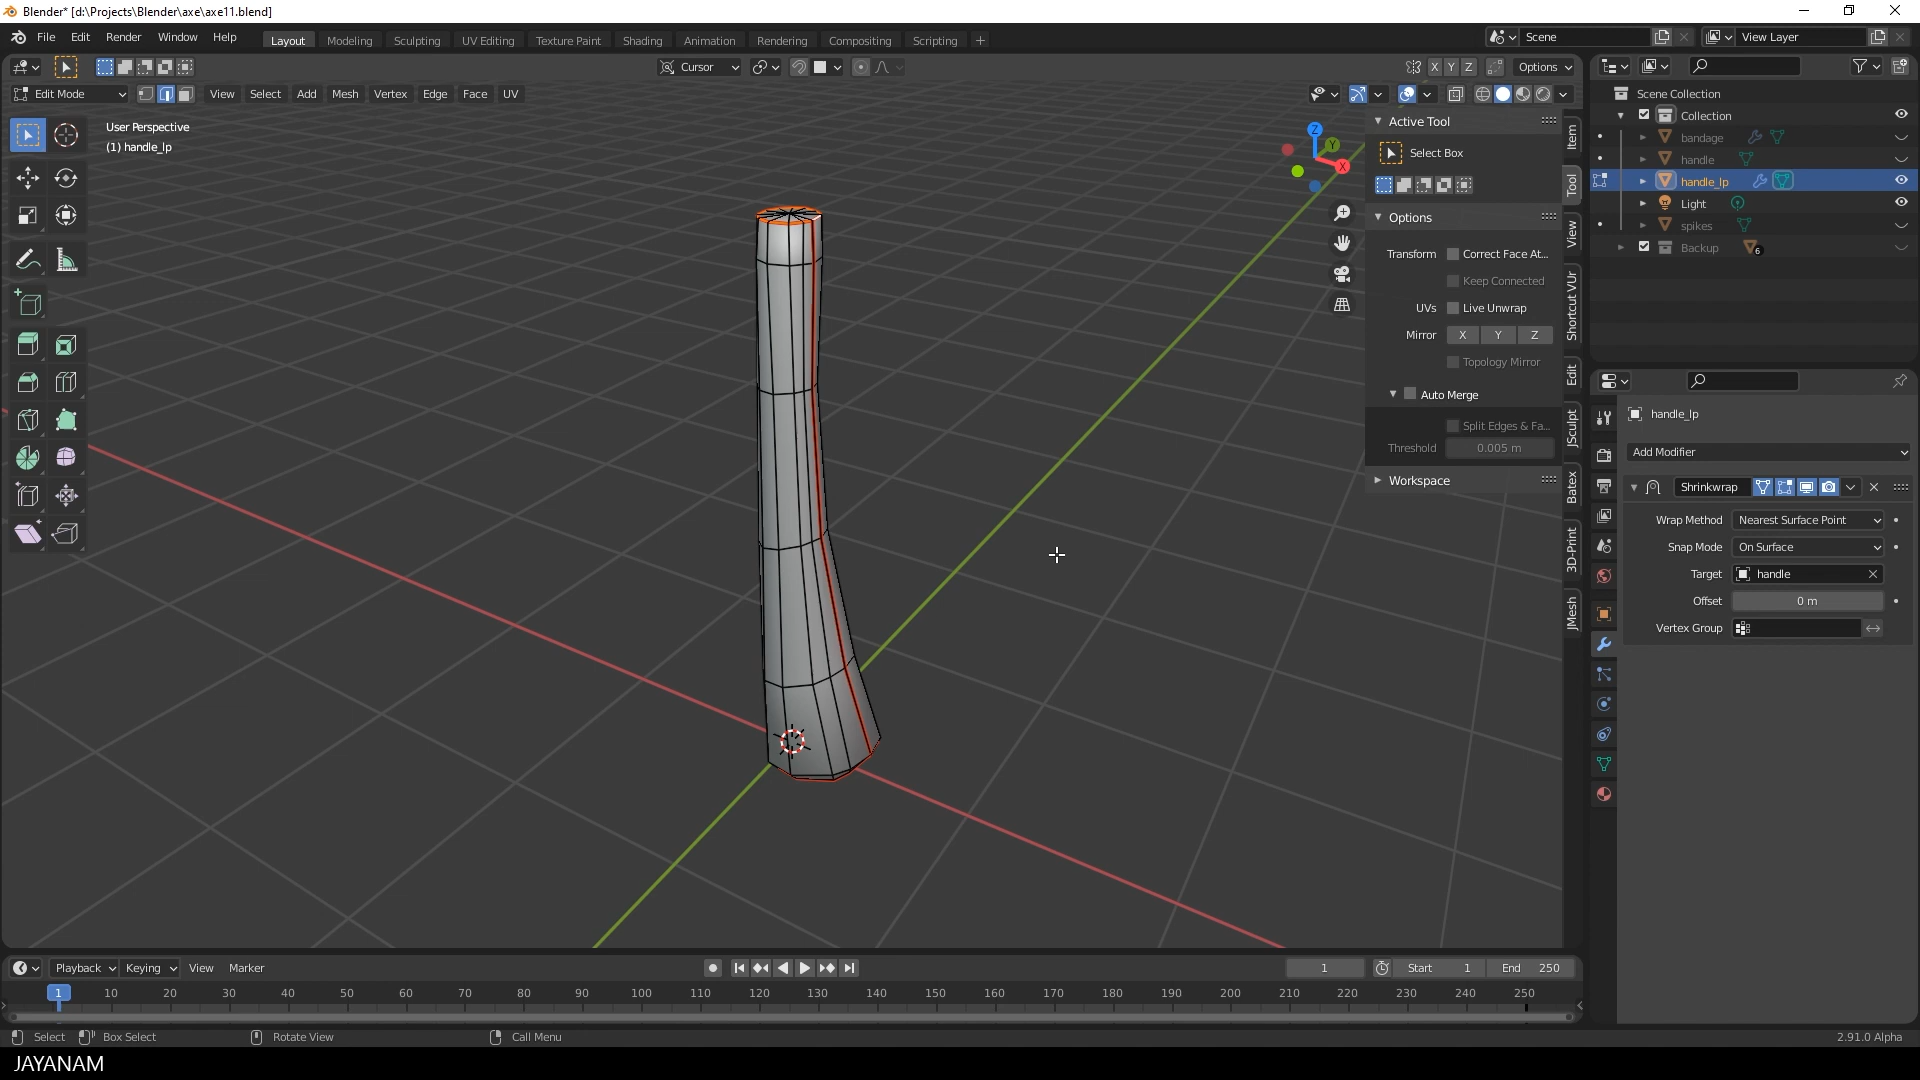 Blender* [d:\Projects\Blender\axe\axe11.blend]
File Edit Render Window Help Layout Modeling Sculpting UV Editing Texture Paint Shading Animation Rendering Compositing Scripting + Scene View Layer
Cursor X Y Z Options
Edit Mode View Select Add Mesh Vertex Edge Face UV
User Perspective
(1) handle_lp
Z
Y
X
Active Tool
Select Box
Options
Transform Correct Face At...
Keep Connected
UVs Live Unwrap
Mirror X Y Z
Topology Mirror
Auto Merge
Split Edges & Fa...
Threshold 0.005 m
Workspace
Item
Tool
View
Shortcut VUr
Edit
JSculpt
Batex
3D-Print
JMesh
Scene Collection
Collection
bandage
handle
handle_lp
Light
spikes
Backup 6
handle_lp
Add Modifier
Shrinkwrap
Wrap Method Nearest Surface Point
Snap Mode On Surface
Target handle
Offset 0 m
Vertex Group
Playback Keying View Marker 1 Start 1 End 250
1 10 20 30 40 50 60 70 80 90 100 110 120 130 140 150 160 170 180 190 200 210 220 230 240 250
Select Box Select Rotate View Call Menu 2.91.0 Alpha
JAYANAM